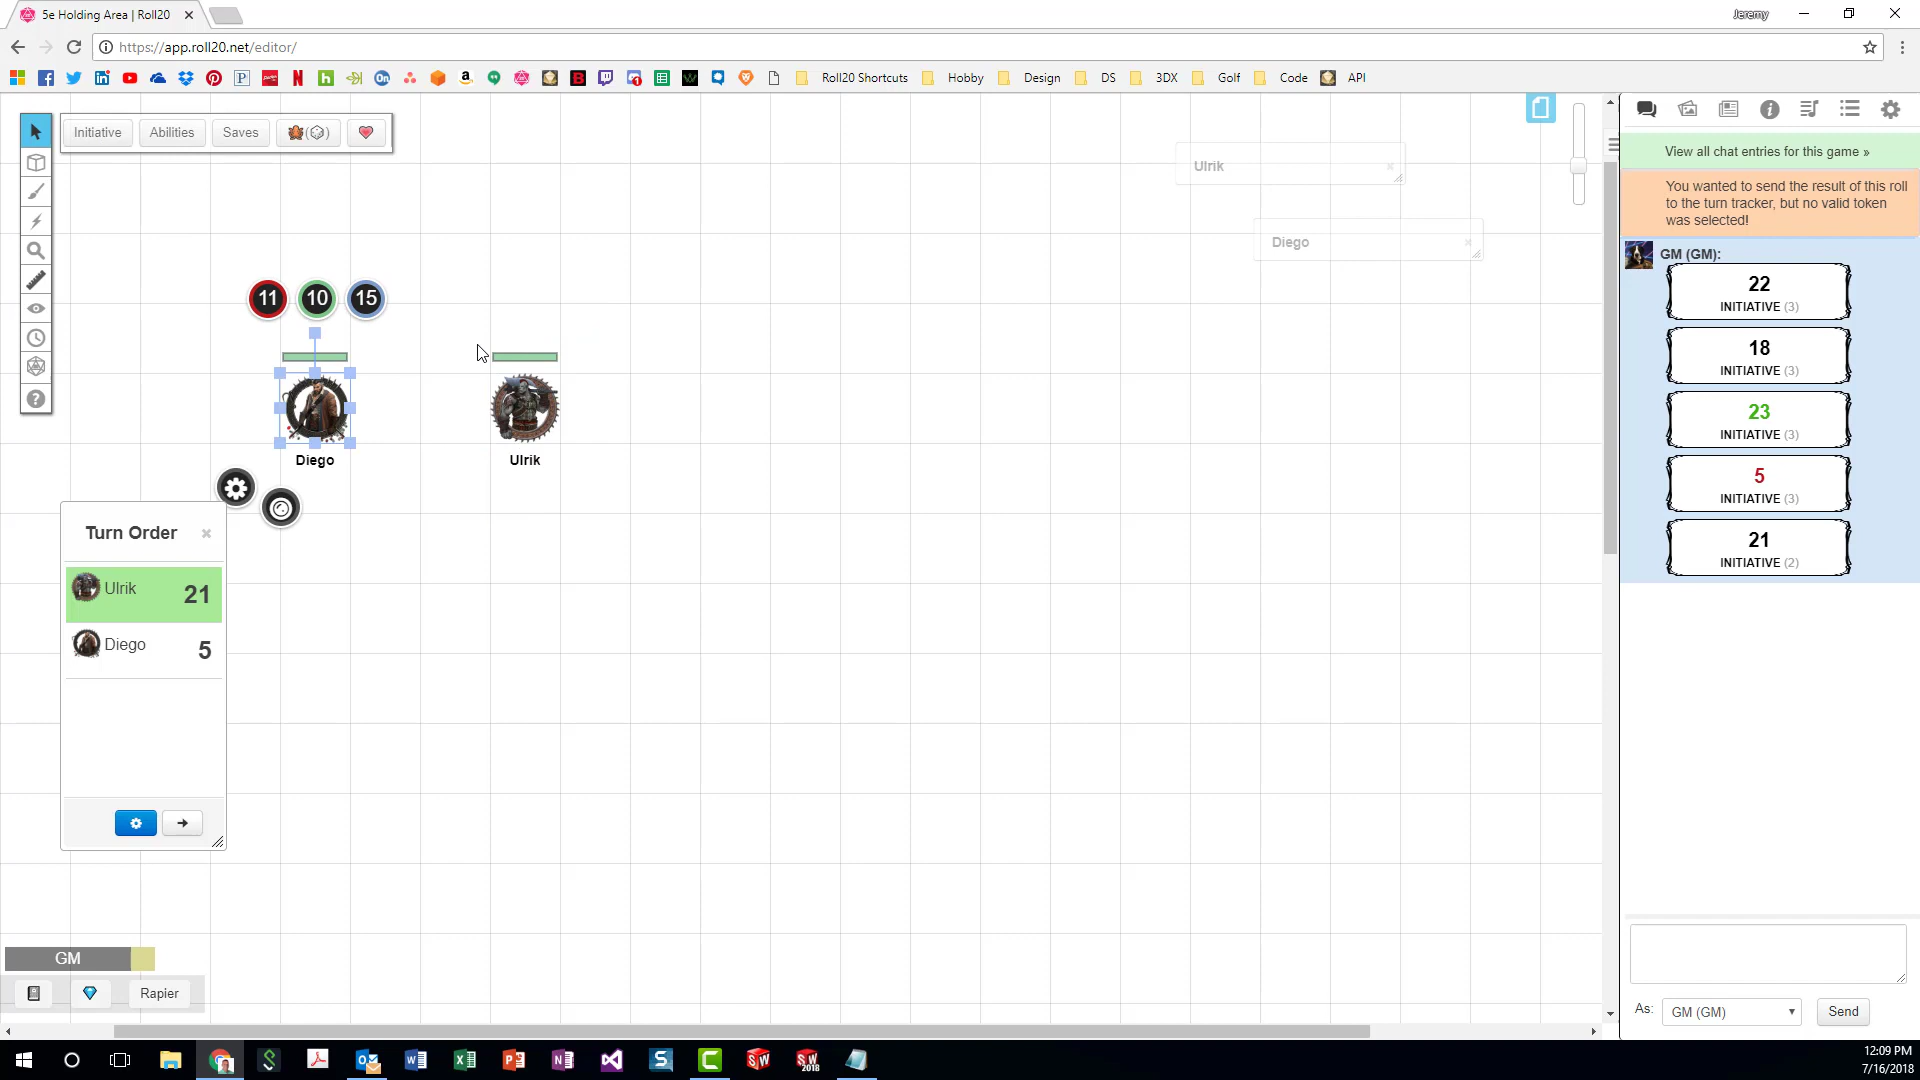 5e Holding Area | Roll20
Jeremy
https://app.roll20.net/editor/
Roll20 Shortcuts
Hobby
Design
DS
3DX
Golf
Code
API
Initiative
Abilities
Saves
Ulrik
Diego
11
10
15
Diego
Ulrik
Turn Order
Ulrik
21
Diego
5
GM
Rapier
View all chat entries for this game »
You wanted to send the result of this roll
to the turn tracker, but no valid token
was selected!
GM (GM):
22
INITIATIVE (3)
18
INITIATIVE (3)
23
INITIATIVE (3)
5
INITIATIVE (3)
21
INITIATIVE (2)
As:
GM (GM)
Send
12:09 PM
7/16/2018